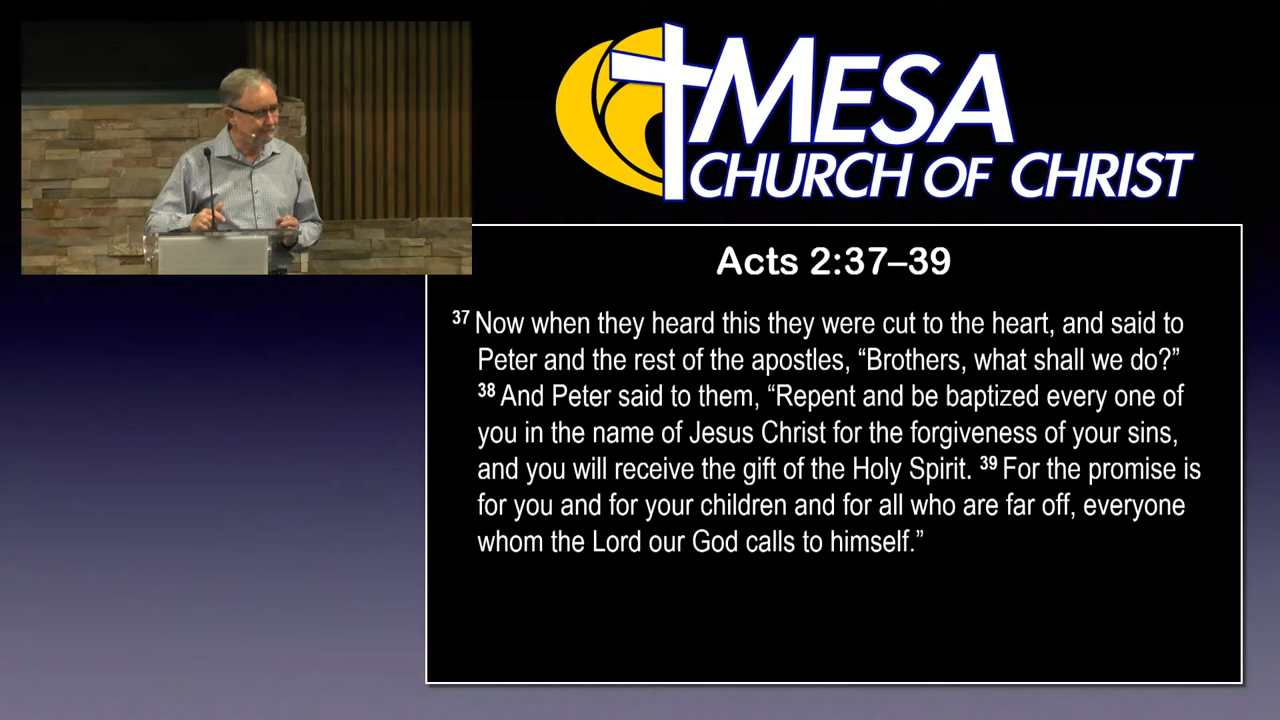 MESA
CHURCH OF CHRIST
Acts 2:37–39
37 Now when they heard this they were cut to the heart, and said to
Peter and the rest of the apostles, “Brothers, what shall we do?”
38 And Peter said to them, “Repent and be baptized every one of
you in the name of Jesus Christ for the forgiveness of your sins,
and you will receive the gift of the Holy Spirit. 39 For the promise is
for you and for your children and for all who are far off, everyone
whom the Lord our God calls to himself.”